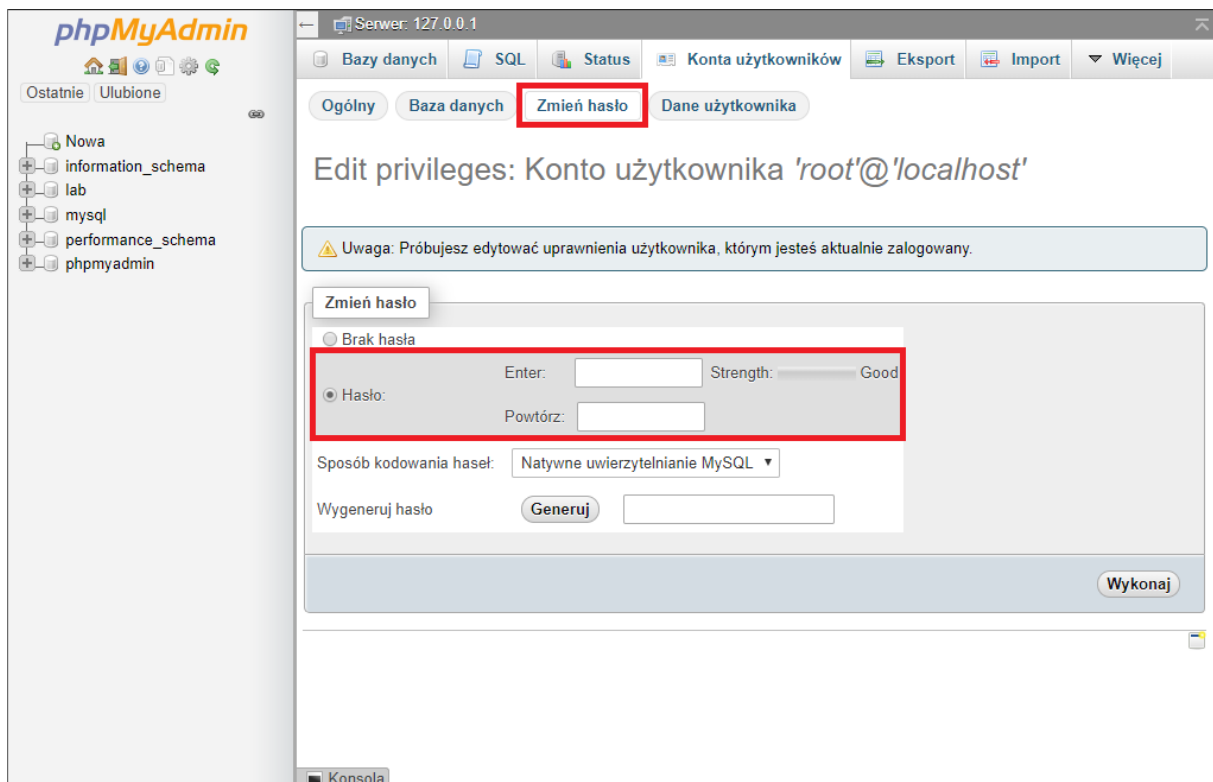 phpMyAdmin
Ostatnie Ulubione
Nowa
information_schema
lab
mysql
performance_schema
phpmyadmin
Serwer: 127.0.0.1
Bazy danych SQL Status Konta użytkowników Eksport Import Więcej
Ogólny Baza danych Zmień hasło Dane użytkownika
Edit privileges: Konto użytkownika 'root'@'localhost'
Uwaga: Próbujesz edytować uprawnienia użytkownika, którym jesteś aktualnie zalogowany.
Zmień hasło
Brak hasła
Enter: Strength: Good
Hasło:
Powtórz:
Sposób kodowania haseł: Natywne uwierzytelnianie MySQL
Wygeneruj hasło Generuj
Wykonaj
Konsola